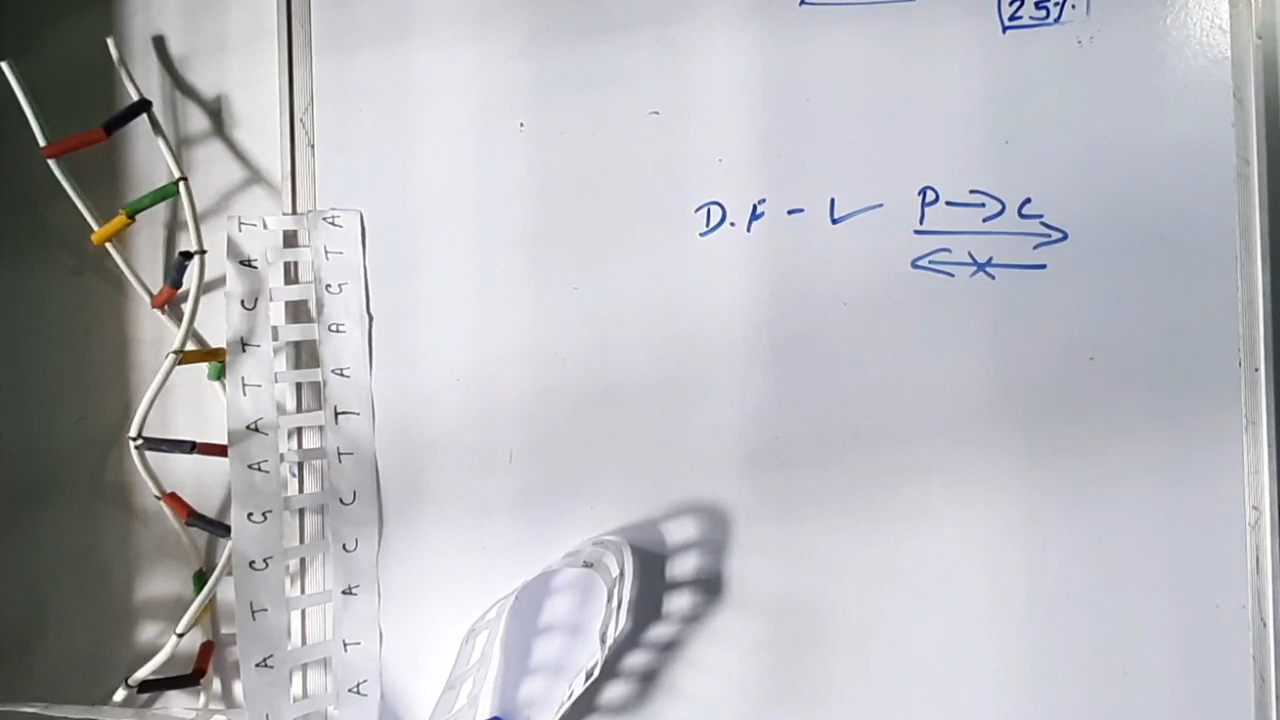 25%
D.F - ✓ P → C
T A C T T A A G G T A
A T G A A T T C C A T A